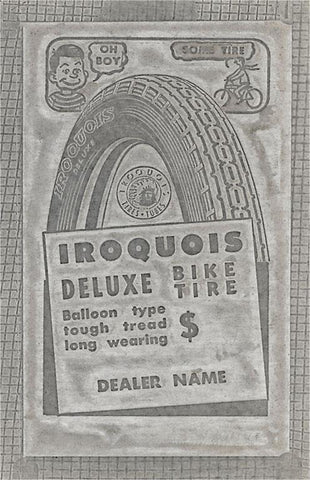 OH
BOY
SOME TIRE
IROQUOIS
DELUXE
IROQUOIS
TIRES • TUBES
IROQUOIS
DELUXE BIKE
TIRE
Balloon type
tough tread
long wearing
$
DEALER NAME